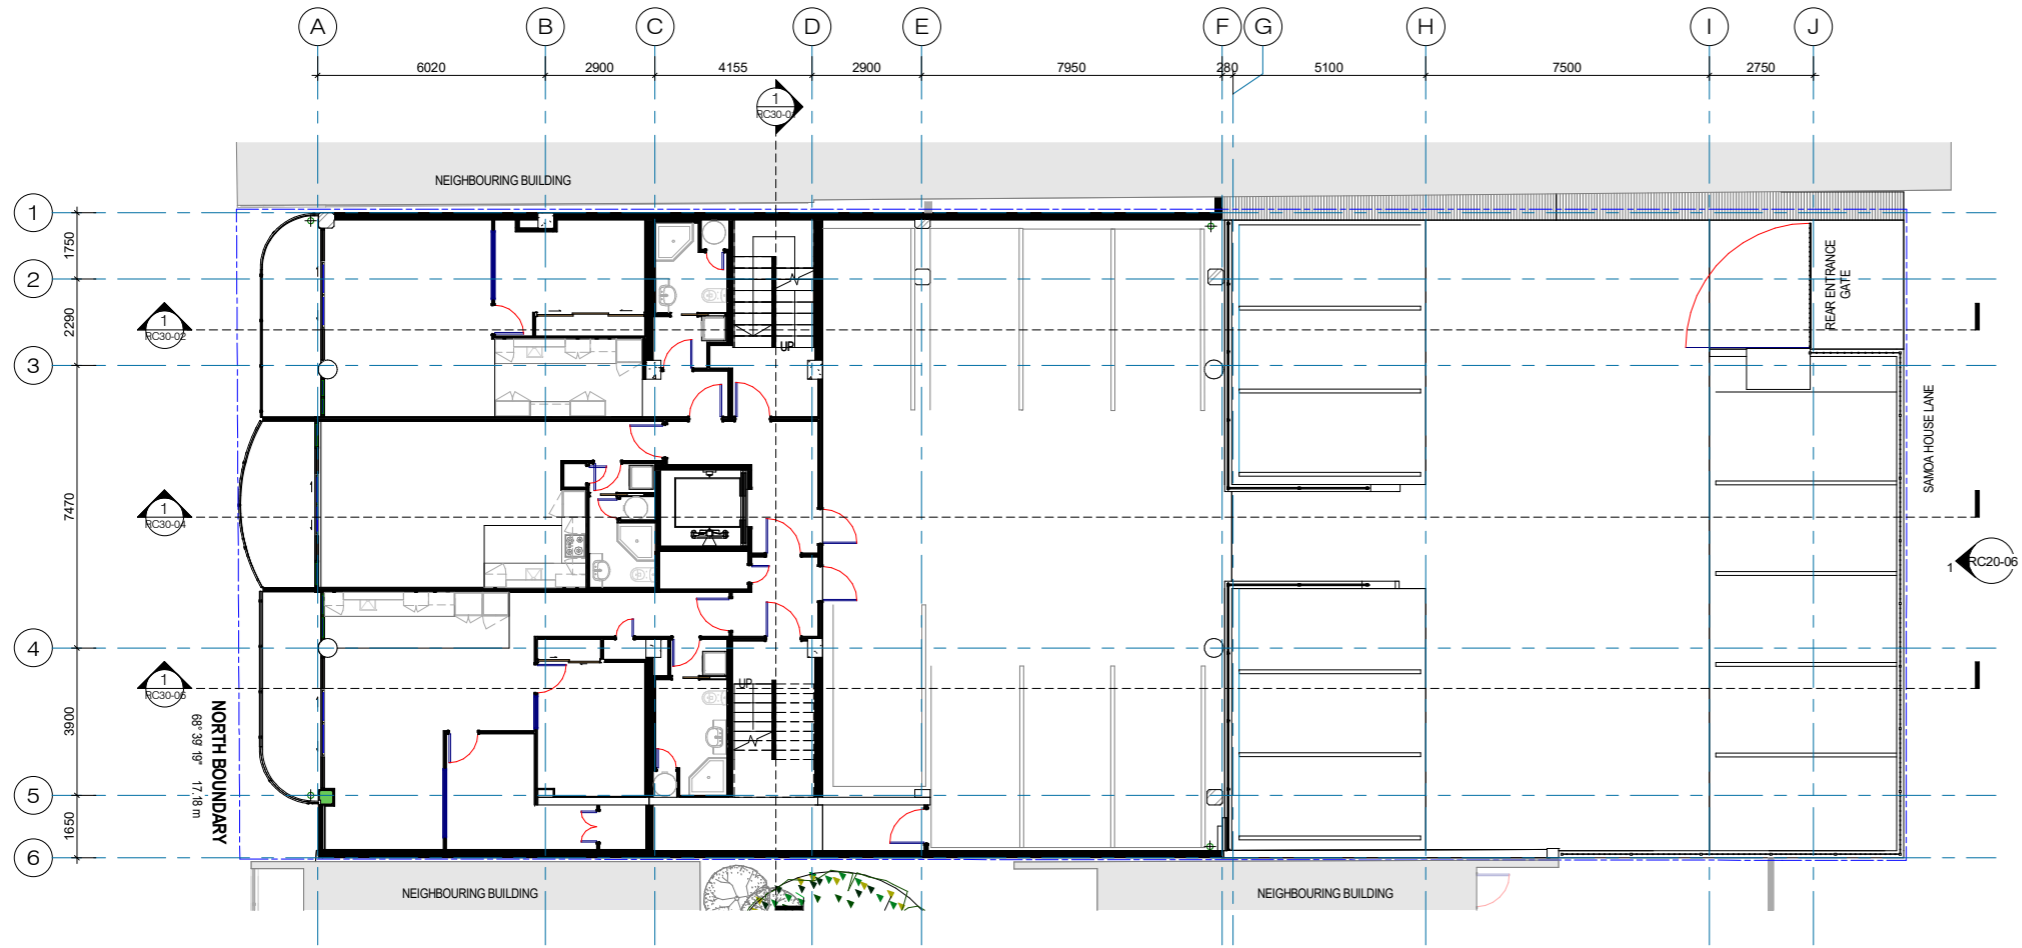 A B C D E F G H I J
6020 2900 4155 2900 7950 280 5100 7500 2750
1
NEIGHBOURING BUILDING
1
1750
2
2290
1
RC30-02
3
UP
REAR ENTRANCE
GATE
SAMOA HOUSE LANE
7470
1
RC30-04
1
RC20-06
4
1
RC30-06
UP
3900
NORTH BOUNDARY
68° 39' 19" 17.18 m
5
1650
6
NEIGHBOURING BUILDING
NEIGHBOURING BUILDING